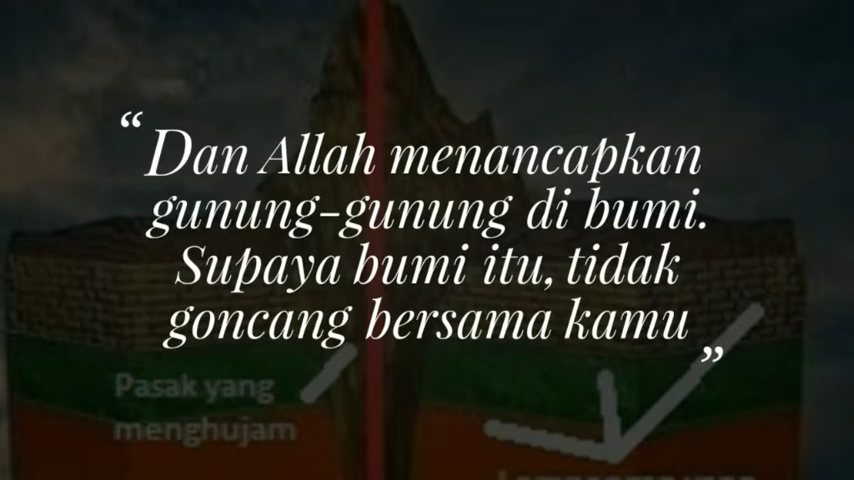 “ Dan Allah menancapkan
gunung-gunung di bumi.
Supaya bumi itu, tidak
goncang bersama kamu ”
Pasak yang
menghujam